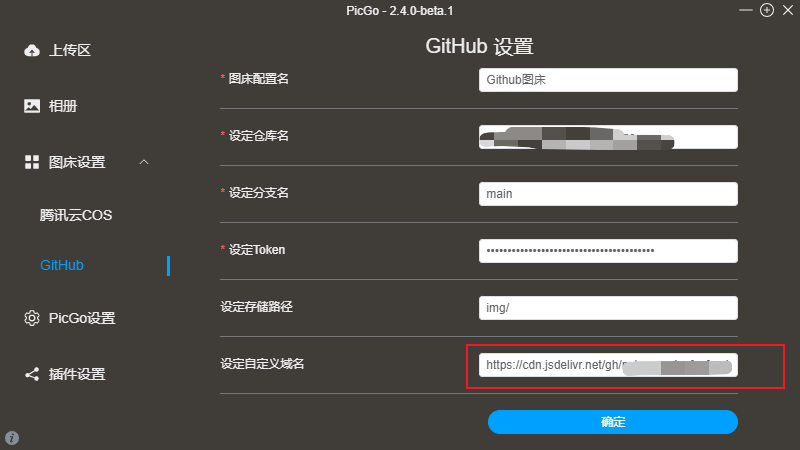 PicGo - 2.4.0-beta.1
上传区
相册
图床设置
腾讯云COS
GitHub
PicGo设置
插件设置
GitHub 设置
* 图床配置名
Github图床
* 设定仓库名
* 设定分支名
main
* 设定Token
设定存储路径
img/
设定自定义域名
https://cdn.jsdelivr.net/gh/
确定